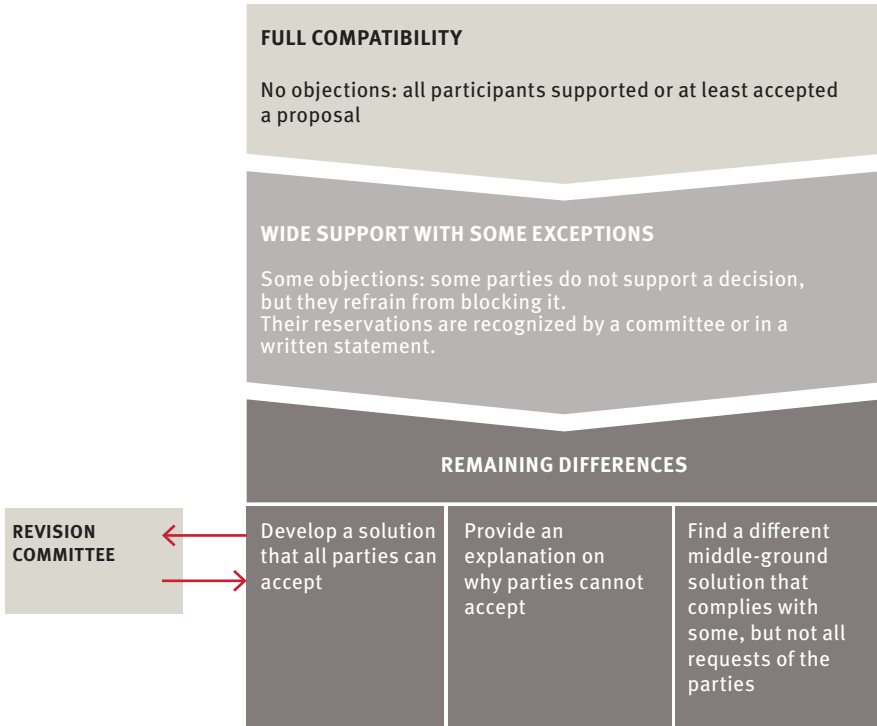 FULL COMPATIBILITY
No objections: all participants supported or at least accepted
a proposal
WIDE SUPPORT WITH SOME EXCEPTIONS
Some objections: some parties do not support a decision,
but they refrain from blocking it.
Their reservations are recognized by a committee or in a
written statement.
REMAINING DIFFERENCES
REVISION
COMMITTEE
Develop a solution
that all parties can
accept
Provide an
explanation on
why parties cannot
accept
Find a different
middle-ground
solution that
complies with
some, but not all
requests of the
parties